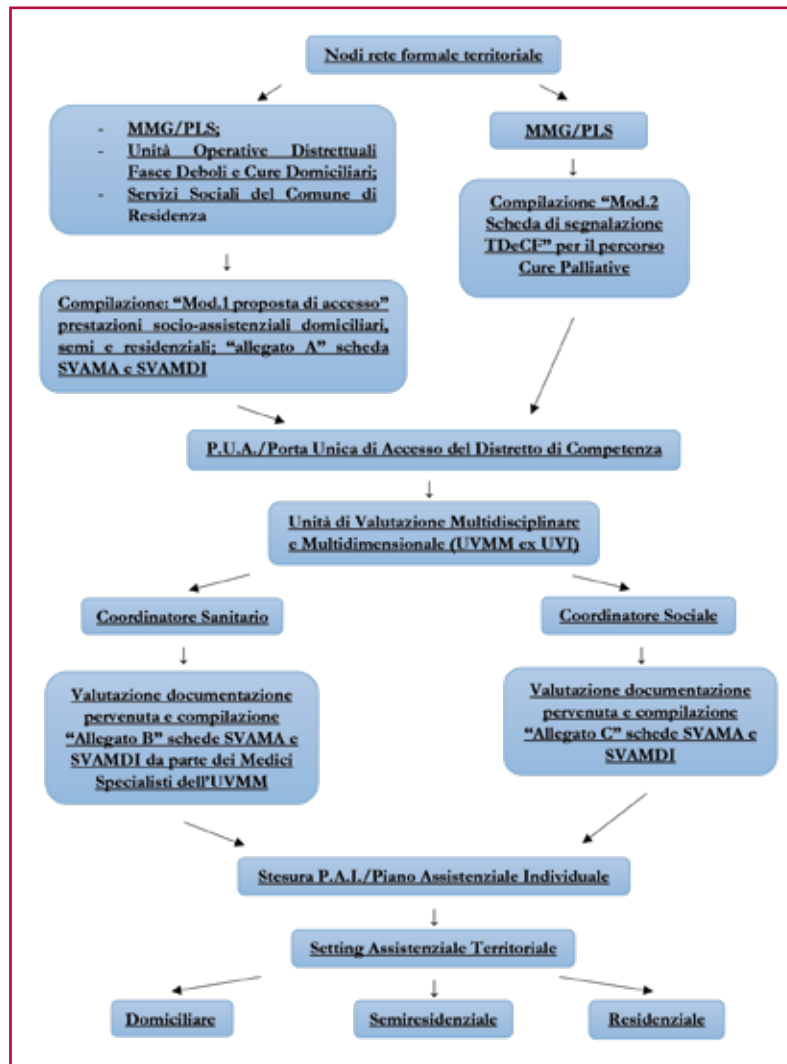 Nodi rete formale territoriale
- MMG/PLS;
- Unità Operative Distrettuali
Fasce Deboli e Cure Domiciliari;
- Servizi Sociali del Comune di
Residenza
MMG/PLS
Compilazione “Mod.2
Scheda di segnalazione
TDeCF” per il percorso
Cure Palliative
Compilazione: “Mod.1 proposta di accesso”
prestazioni socio-assistenziali domiciliari,
semi e residenziali; “allegato A” scheda
SVAMA e SVAMDI
P.U.A./Porta Unica di Accesso del Distretto di Competenza
Unità di Valutazione Multidisciplinare
e Multidimensionale (UVMM ex UVI)
Coordinatore Sanitario
Coordinatore Sociale
Valutazione documentazione
pervenuta e compilazione
“Allegato B” schede SVAMA e
SVAMDI da parte dei Medici
Specialisti dell’UVMM
Valutazione documentazione
pervenuta e compilazione
“Allegato C” schede SVAMA e
SVAMDI
Stesura P.A.I./Piano Assistenziale Individuale
Setting Assistenziale Territoriale
Domiciliare
Semiresidenziale
Residenziale